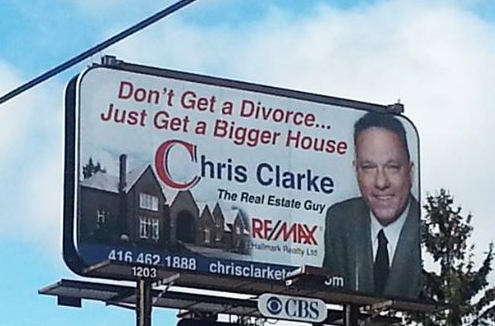 Don't Get a Divorce...
Just Get a Bigger House
Chris Clarke
The Real Estate Guy
RE/MAX
Hallmark Realty Ltd
416.462.1888
1203
CBS